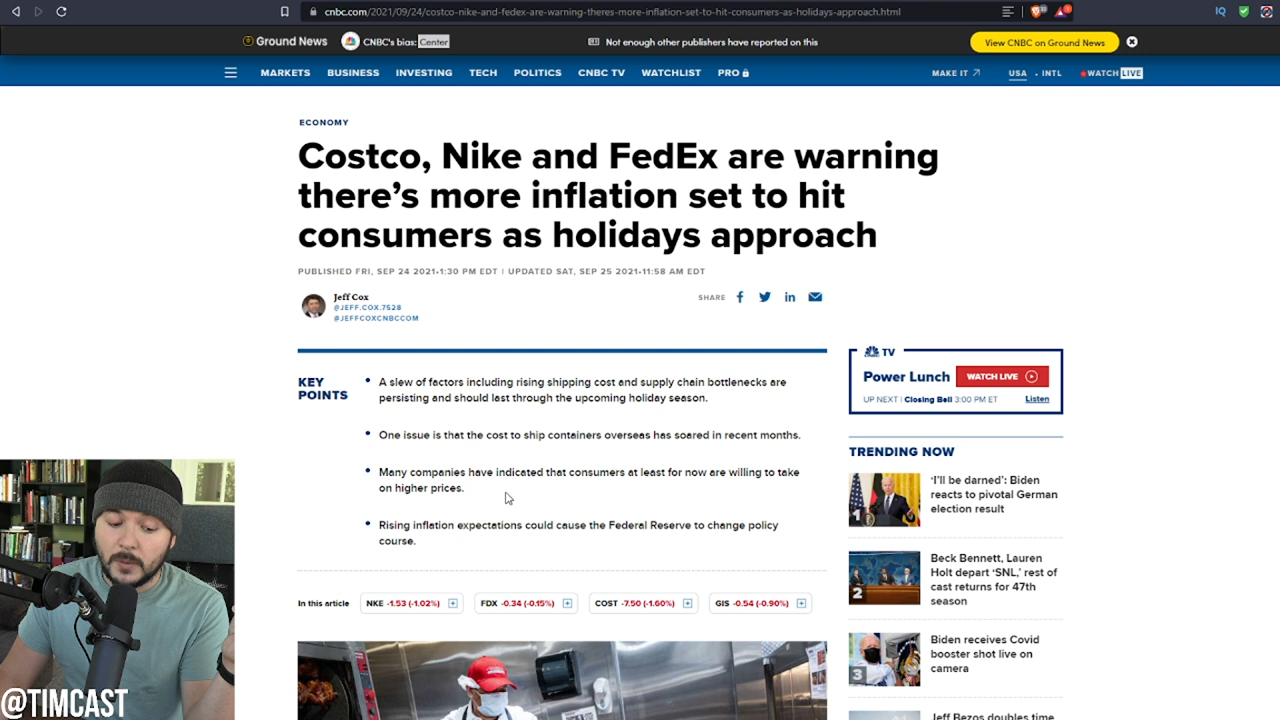 cnbc.com/2021/09/24/costco-nike-and-fedex-are-warning-theres-more-inflation-set-to-hit-consumers-as-holidays-approach.html
IQ
Ground News
CNBC's bias: Center
Not enough other publishers have reported on this
View CNBC on Ground News
MARKETS BUSINESS INVESTING TECH POLITICS CNBC TV WATCHLIST PRO
MAKE IT USA • INTL WATCH LIVE
ECONOMY
Costco, Nike and FedEx are warning
there's more inflation set to hit
consumers as holidays approach
PUBLISHED FRI, SEP 24 2021•1:30 PM EDT | UPDATED SAT, SEP 25 2021•11:58 AM EDT
Jeff Cox
@JEFF.COX.7528
@JEFFCOXCNBCCOM
SHARE
KEY
POINTS
• A slew of factors including rising shipping cost and supply chain bottlenecks are
persisting and should last through the upcoming holiday season.
• One issue is that the cost to ship containers overseas has soared in recent months.
• Many companies have indicated that consumers at least for now are willing to take
on higher prices.
• Rising inflation expectations could cause the Federal Reserve to change policy
course.
In this article NKE -1.53 (-1.02%) FDX -0.34 (-0.15%) COST -7.50 (-1.60%) GIS -0.54 (-0.90%)
TV
Power Lunch WATCH LIVE
UP NEXT | Closing Bell 3:00 PM ET Listen
TRENDING NOW
1
'I'll be darned': Biden
reacts to pivotal German
election result
2
Beck Bennett, Lauren
Holt depart 'SNL,' rest of
cast returns for 47th
season
3
Biden receives Covid
booster shot live on
camera
Jeff Bezos doubles time
@TIMCAST